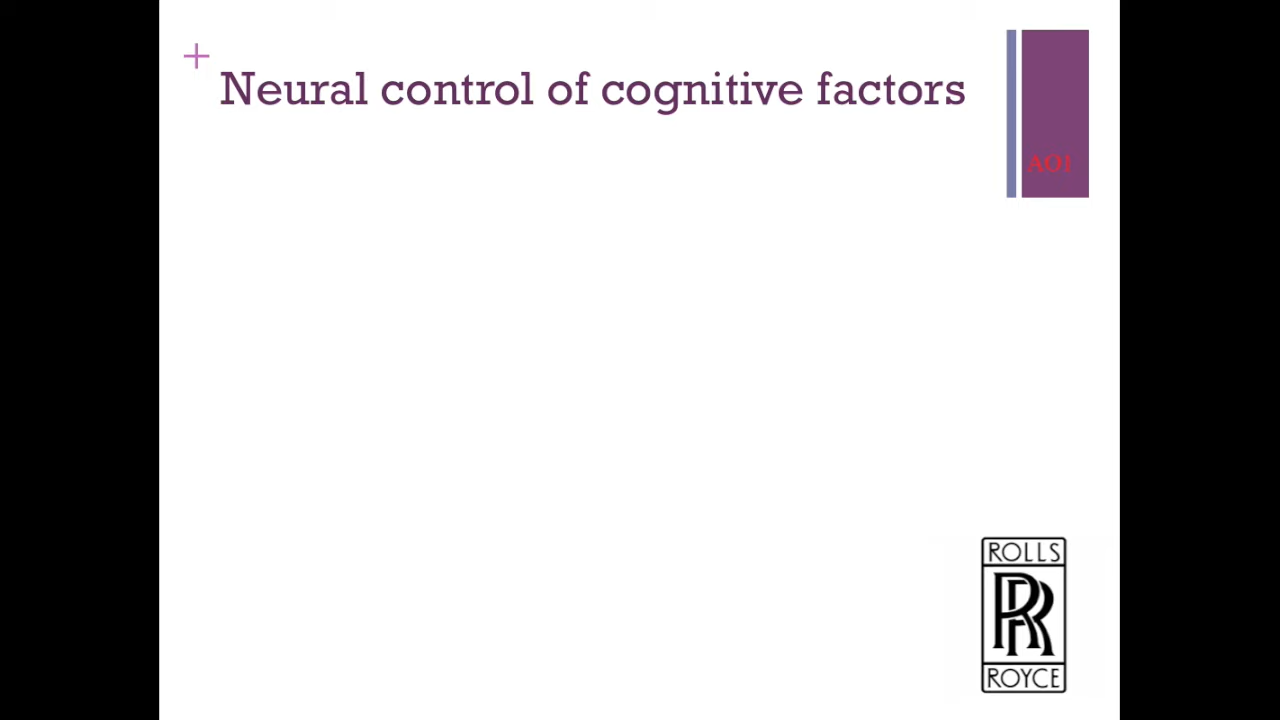 +
Neural control of cognitive factors
AO1
ROLLS
RR
ROYCE